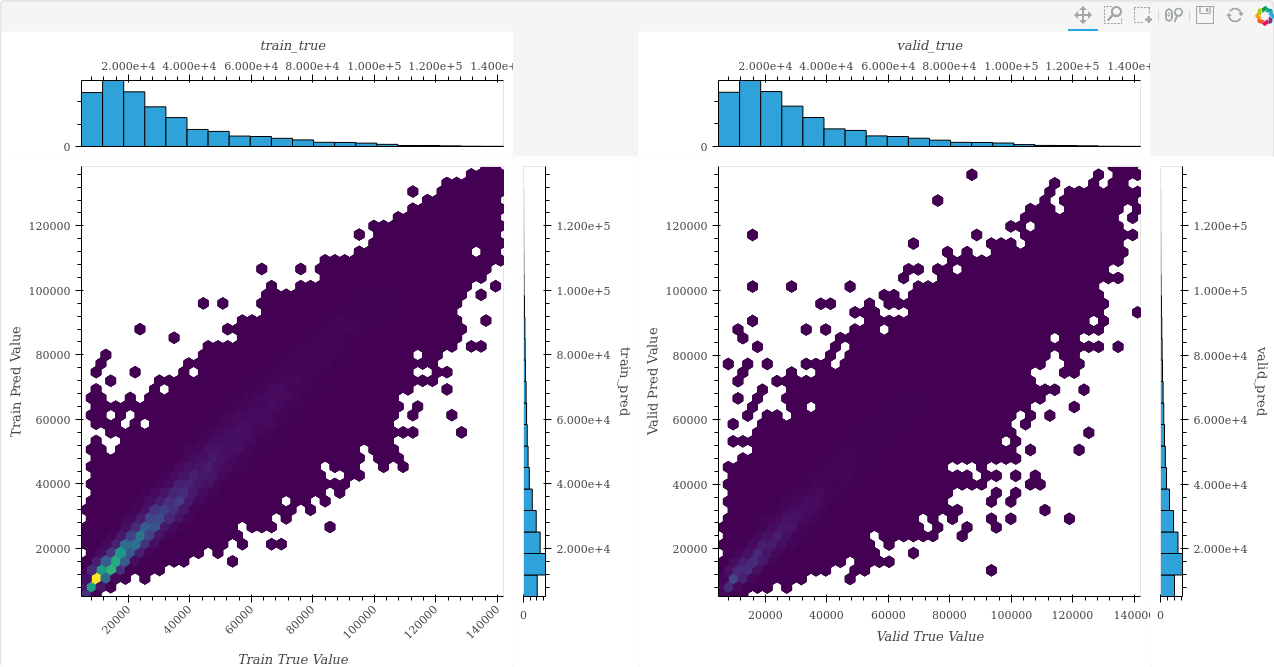 train_true
2.000e+4 4.000e+4 6.000e+4 8.000e+4 1.000e+5 1.200e+5 1.400e+
0
Train Pred Value
120000
100000
80000
60000
40000
20000
20000 40000 60000 80000 100000 120000 140000
Train True Value
1.200e+5
1.000e+5
8.000e+4
6.000e+4
4.000e+4
2.000e+4
0
train_pred
valid_true
2.000e+4 4.000e+4 6.000e+4 8.000e+4 1.000e+5 1.200e+5 1.400e+
0
Valid Pred Value
120000
100000
80000
60000
40000
20000
20000 40000 60000 80000 100000 120000 14000
Valid True Value
1.200e+5
1.000e+5
8.000e+4
6.000e+4
4.000e+4
2.000e+4
0
valid_pred